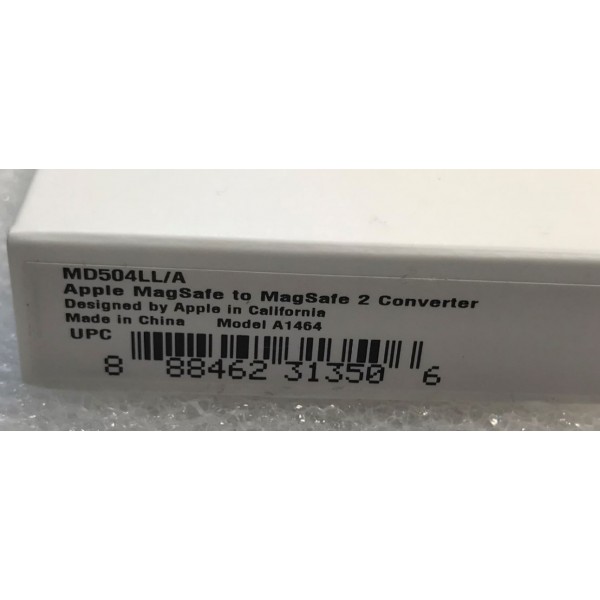 MD504LL/A
Apple MagSafe to MagSafe 2 Converter
Designed by Apple in California
Made in China Model A1464
UPC
8 88462 31350 6